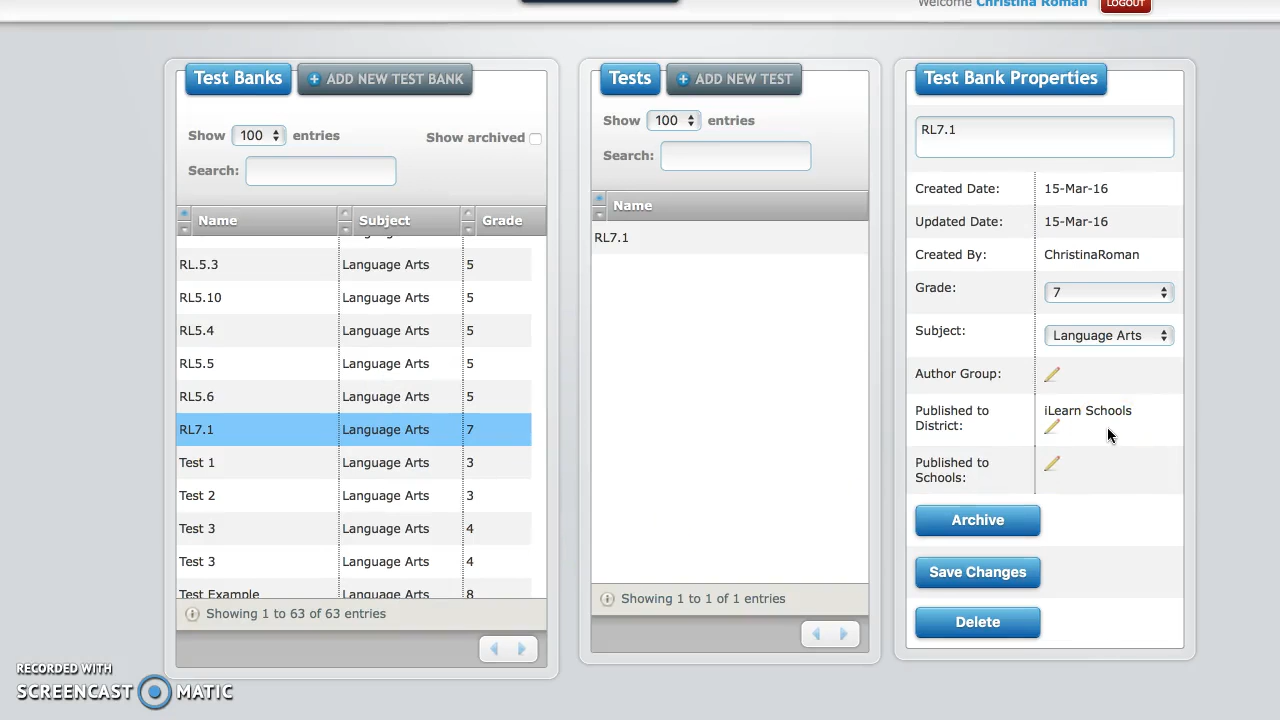 Welcome Christina Roman LOGOUT
Test Banks ADD NEW TEST BANK
Show 100 entries Show archived
Search:
Name Subject Grade
RL.5.3 Language Arts 5
RL5.10 Language Arts 5
RL5.4 Language Arts 5
RL5.5 Language Arts 5
RL5.6 Language Arts 5
RL7.1 Language Arts 7
Test 1 Language Arts 3
Test 2 Language Arts 3
Test 3 Language Arts 4
Test 3 Language Arts 4
Test Example Language Arts 8
Showing 1 to 63 of 63 entries
Tests ADD NEW TEST
Show 100 entries
Search:
Name
RL7.1
Showing 1 to 1 of 1 entries
Test Bank Properties
RL7.1
Created Date: 15-Mar-16
Updated Date: 15-Mar-16
Created By: ChristinaRoman
Grade: 7
Subject: Language Arts
Author Group:
Published to District: iLearn Schools
Published to Schools:
Archive
Save Changes
Delete
RECORDED WITH
SCREENCAST MATIC